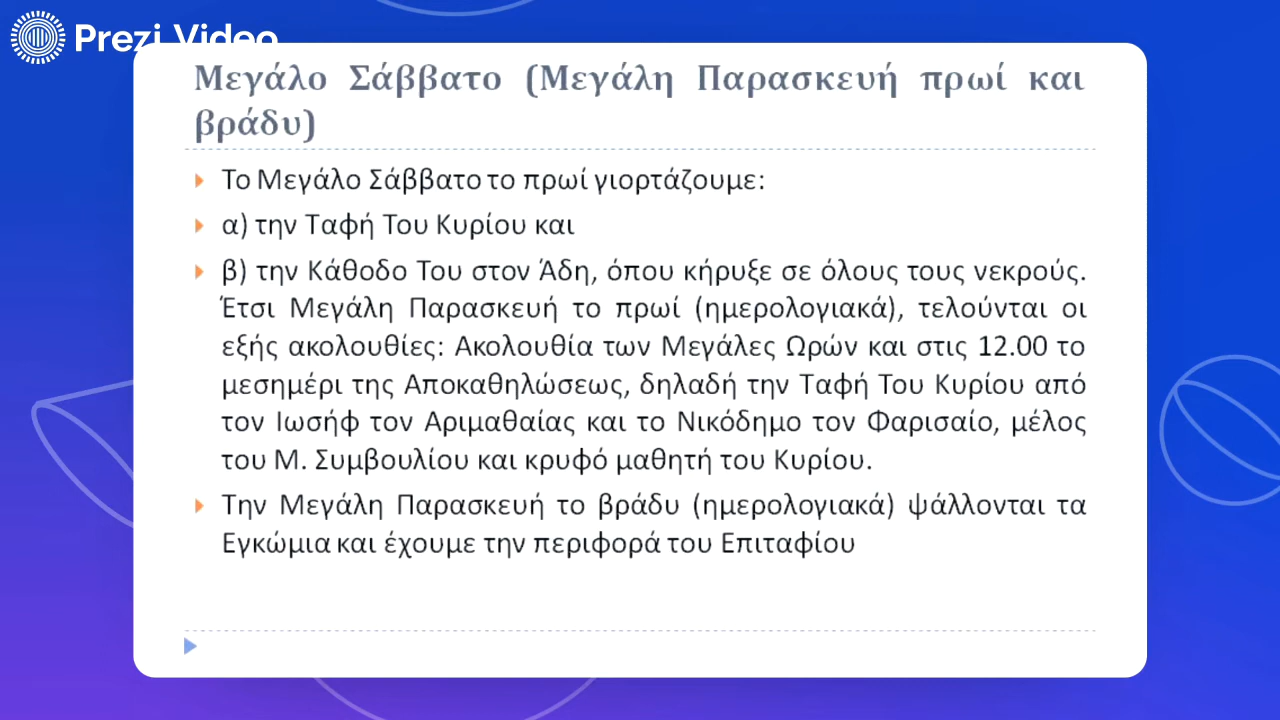 Prezi Video
Μεγάλο Σάββατο (Μεγάλη Παρασκευή πρωί και
βράδυ)
Το Μεγάλο Σάββατο το πρωί γιορτάζουμε:
α) την Ταφή Του Κυρίου και
β) την Κάθοδο Του στον Άδη, όπου κήρυξε σε όλους τους νεκρούς.
Έτσι Μεγάλη Παρασκευή το πρωί (ημερολογιακά), τελούνται οι
εξής ακολουθίες: Ακολουθία των Μεγάλες Ωρών και στις 12.00 το
μεσημέρι της Αποκαθηλώσεως, δηλαδή την Ταφή Του Κυρίου από
τον Ιωσήφ τον Αριμαθαίας και το Νικόδημο τον Φαρισαίο, μέλος
του Μ. Συμβουλίου και κρυφό μαθητή του Κυρίου.
Την Μεγάλη Παρασκευή το βράδυ (ημερολογιακά) ψάλλονται τα
Εγκώμια και έχουμε την περιφορά του Επιταφίου